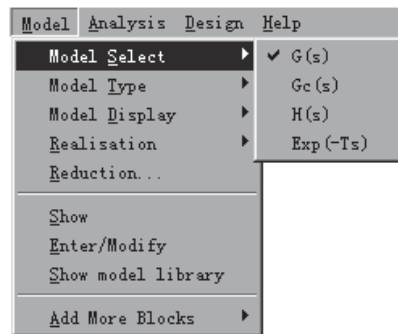 Model Analysis Design Help
Model Select
Model Type
Model Display
Realisation
Reduction...
Show
Enter/Modify
Show model library
Add More Blocks
✔ G(s)
Gc(s)
H(s)
Exp(-Ts)